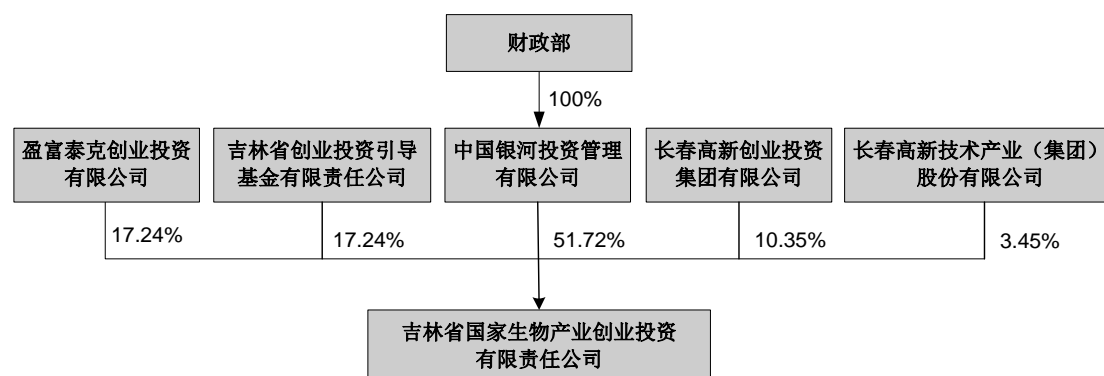 财政部
100%
盈富泰克创业投资
有限公司
吉林省创业投资引导
基金有限责任公司
中国银河投资管理
有限公司
长春高新创业投资
集团有限公司
长春高新技术产业（集团）
股份有限公司
17.24%
17.24%
51.72%
10.35%
3.45%
吉林省国家生物产业创业投资
有限责任公司